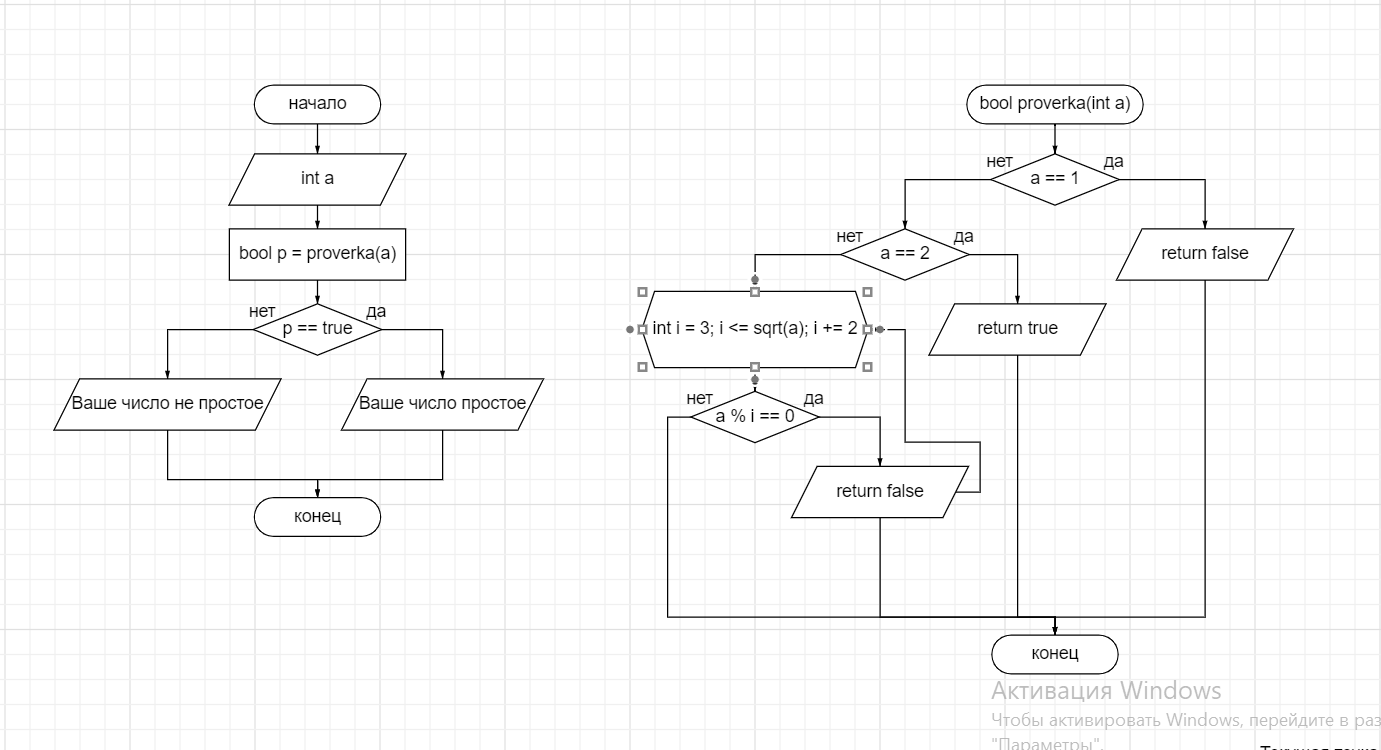 начало
int a
bool p = proverka(a)
нет
да
p == true
Ваше число не простое
Ваше число простое
конец
bool proverka(int a)
нет
да
a == 1
нет
да
a == 2
return false
int i = 3; i <= sqrt(a); i += 2
return true
нет
да
a % i == 0
return false
конец
Активация Windows
Чтобы активировать Windows, перейдите в раз
"Параметры".